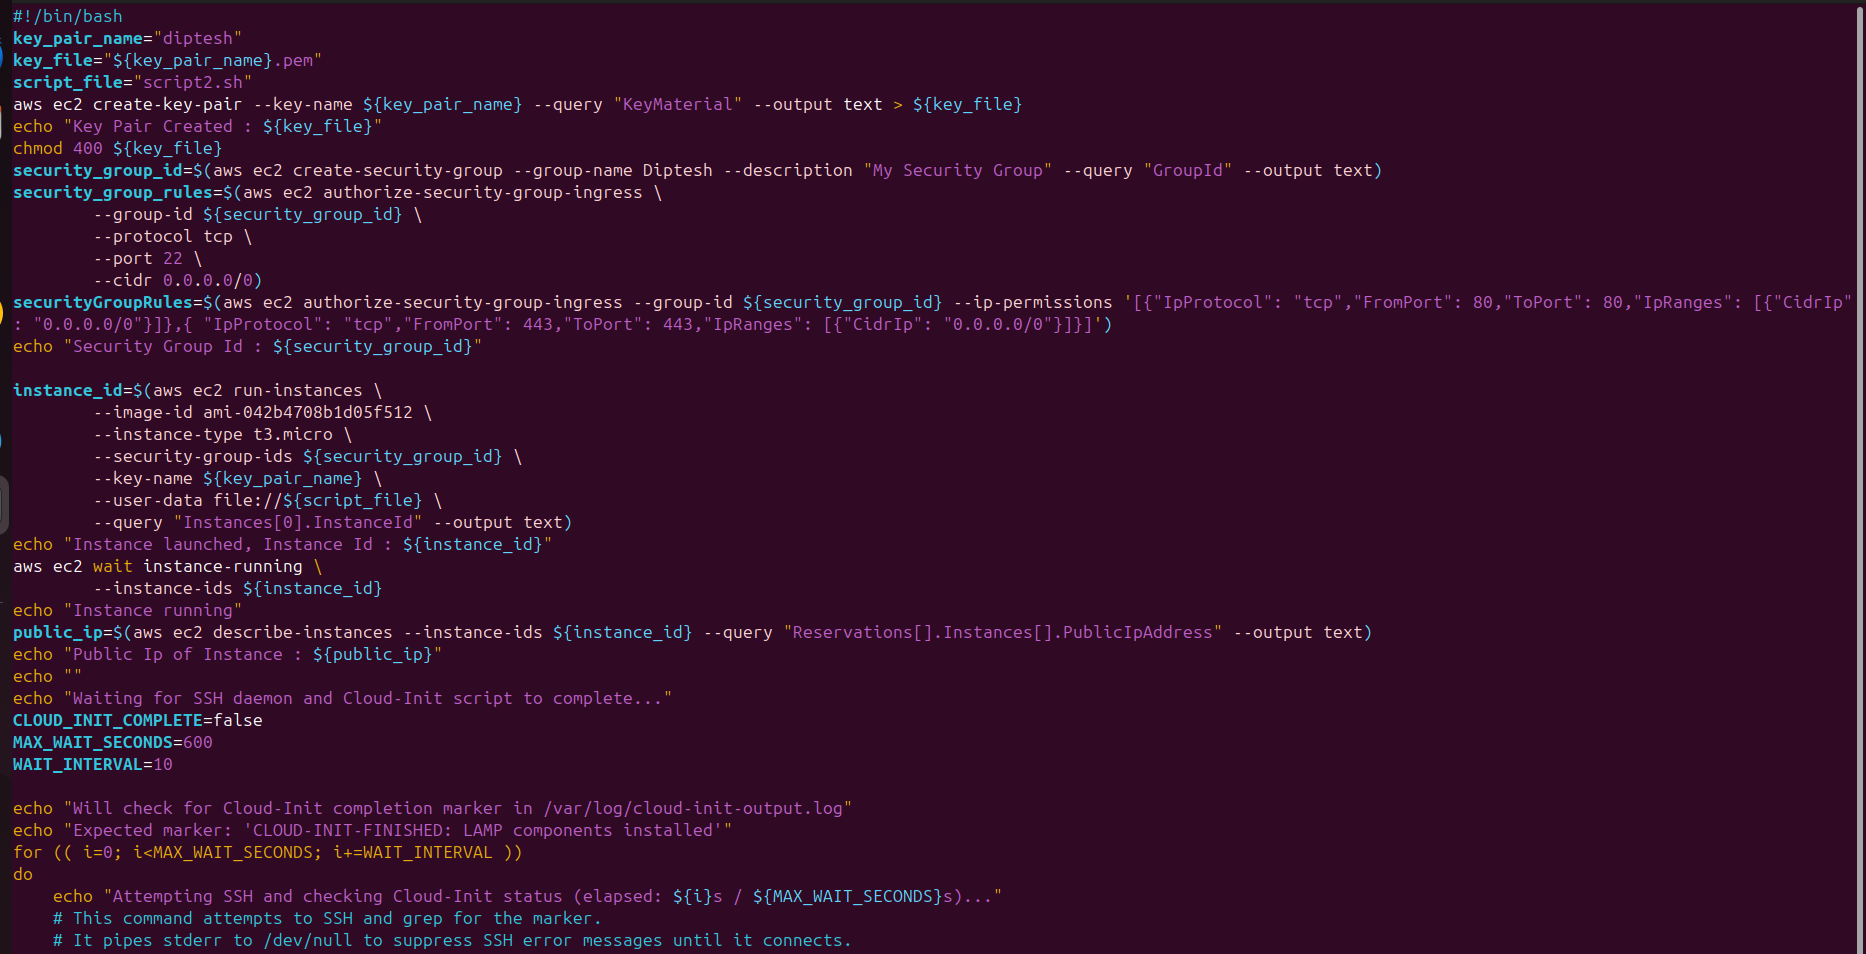 #!/bin/bash
key_pair_name="diptesh"
key_file="${key_pair_name}.pem"
script_file="script2.sh"
aws ec2 create-key-pair --key-name ${key_pair_name} --query "KeyMaterial" --output text > ${key_file}
echo "Key Pair Created : ${key_file}"
chmod 400 ${key_file}
security_group_id=$(aws ec2 create-security-group --group-name Diptesh --description "My Security Group" --query "GroupId" --output text)
security_group_rules=$(aws ec2 authorize-security-group-ingress \
        --group-id ${security_group_id} \
        --protocol tcp \
        --port 22 \
        --cidr 0.0.0.0/0)
securityGroupRules=$(aws ec2 authorize-security-group-ingress --group-id ${security_group_id} --ip-permissions '[{"IpProtocol": "tcp","FromPort": 80,"ToPort": 80,"IpRanges": [{"CidrIp"
: "0.0.0.0/0"}]},{ "IpProtocol": "tcp","FromPort": 443,"ToPort": 443,"IpRanges": [{"CidrIp": "0.0.0.0/0"}]}]')
echo "Security Group Id : ${security_group_id}"

instance_id=$(aws ec2 run-instances \
        --image-id ami-042b4708b1d05f512 \
        --instance-type t3.micro \
        --security-group-ids ${security_group_id} \
        --key-name ${key_pair_name} \
        --user-data file://${script_file} \
        --query "Instances[0].InstanceId" --output text)
echo "Instance launched, Instance Id : ${instance_id}"
aws ec2 wait instance-running \
        --instance-ids ${instance_id}
echo "Instance running"
public_ip=$(aws ec2 describe-instances --instance-ids ${instance_id} --query "Reservations[].Instances[].PublicIpAddress" --output text)
echo "Public Ip of Instance : ${public_ip}"
echo ""
echo "Waiting for SSH daemon and Cloud-Init script to complete..."
CLOUD_INIT_COMPLETE=false
MAX_WAIT_SECONDS=600
WAIT_INTERVAL=10

echo "Will check for Cloud-Init completion marker in /var/log/cloud-init-output.log"
echo "Expected marker: 'CLOUD-INIT-FINISHED: LAMP components installed'"
for (( i=0; i<MAX_WAIT_SECONDS; i+=WAIT_INTERVAL ))
do
    echo "Attempting SSH and checking Cloud-Init status (elapsed: ${i}s / ${MAX_WAIT_SECONDS}s)..."
    # This command attempts to SSH and grep for the marker.
    # It pipes stderr to /dev/null to suppress SSH error messages until it connects.